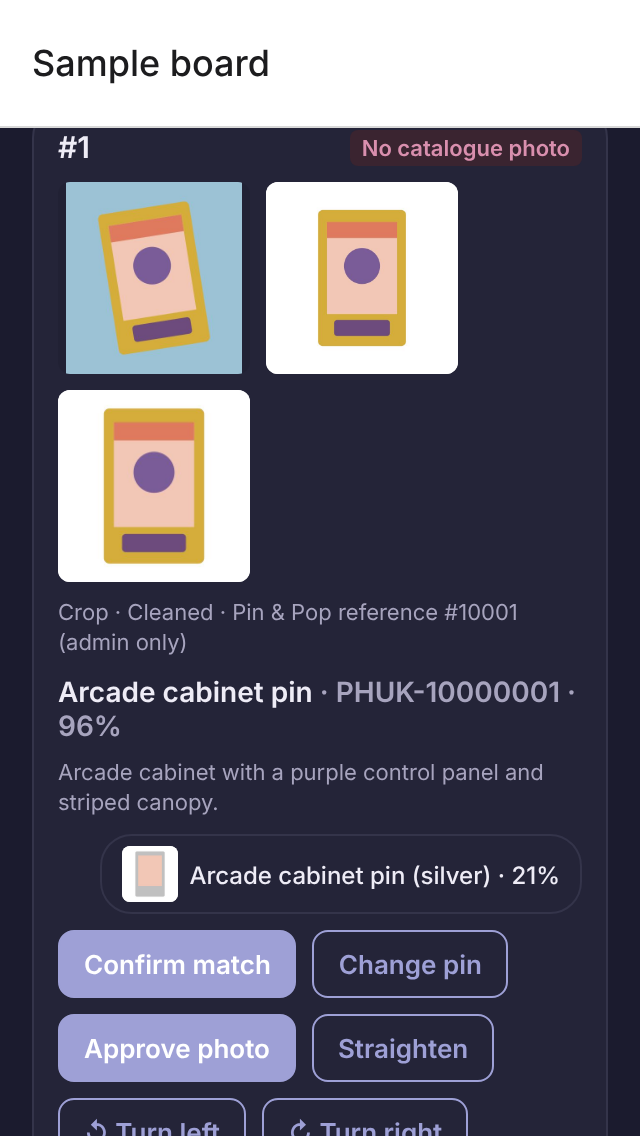 Sample board
#1
No catalogue photo
Crop · Cleaned · Pin & Pop reference #10001
(admin only)
Arcade cabinet pin · PHUK-10000001 ·
96%
Arcade cabinet with a purple control panel and
striped canopy.
Arcade cabinet pin (silver) · 21%
Confirm match
Change pin
Approve photo
Straighten
Turn left
Turn right